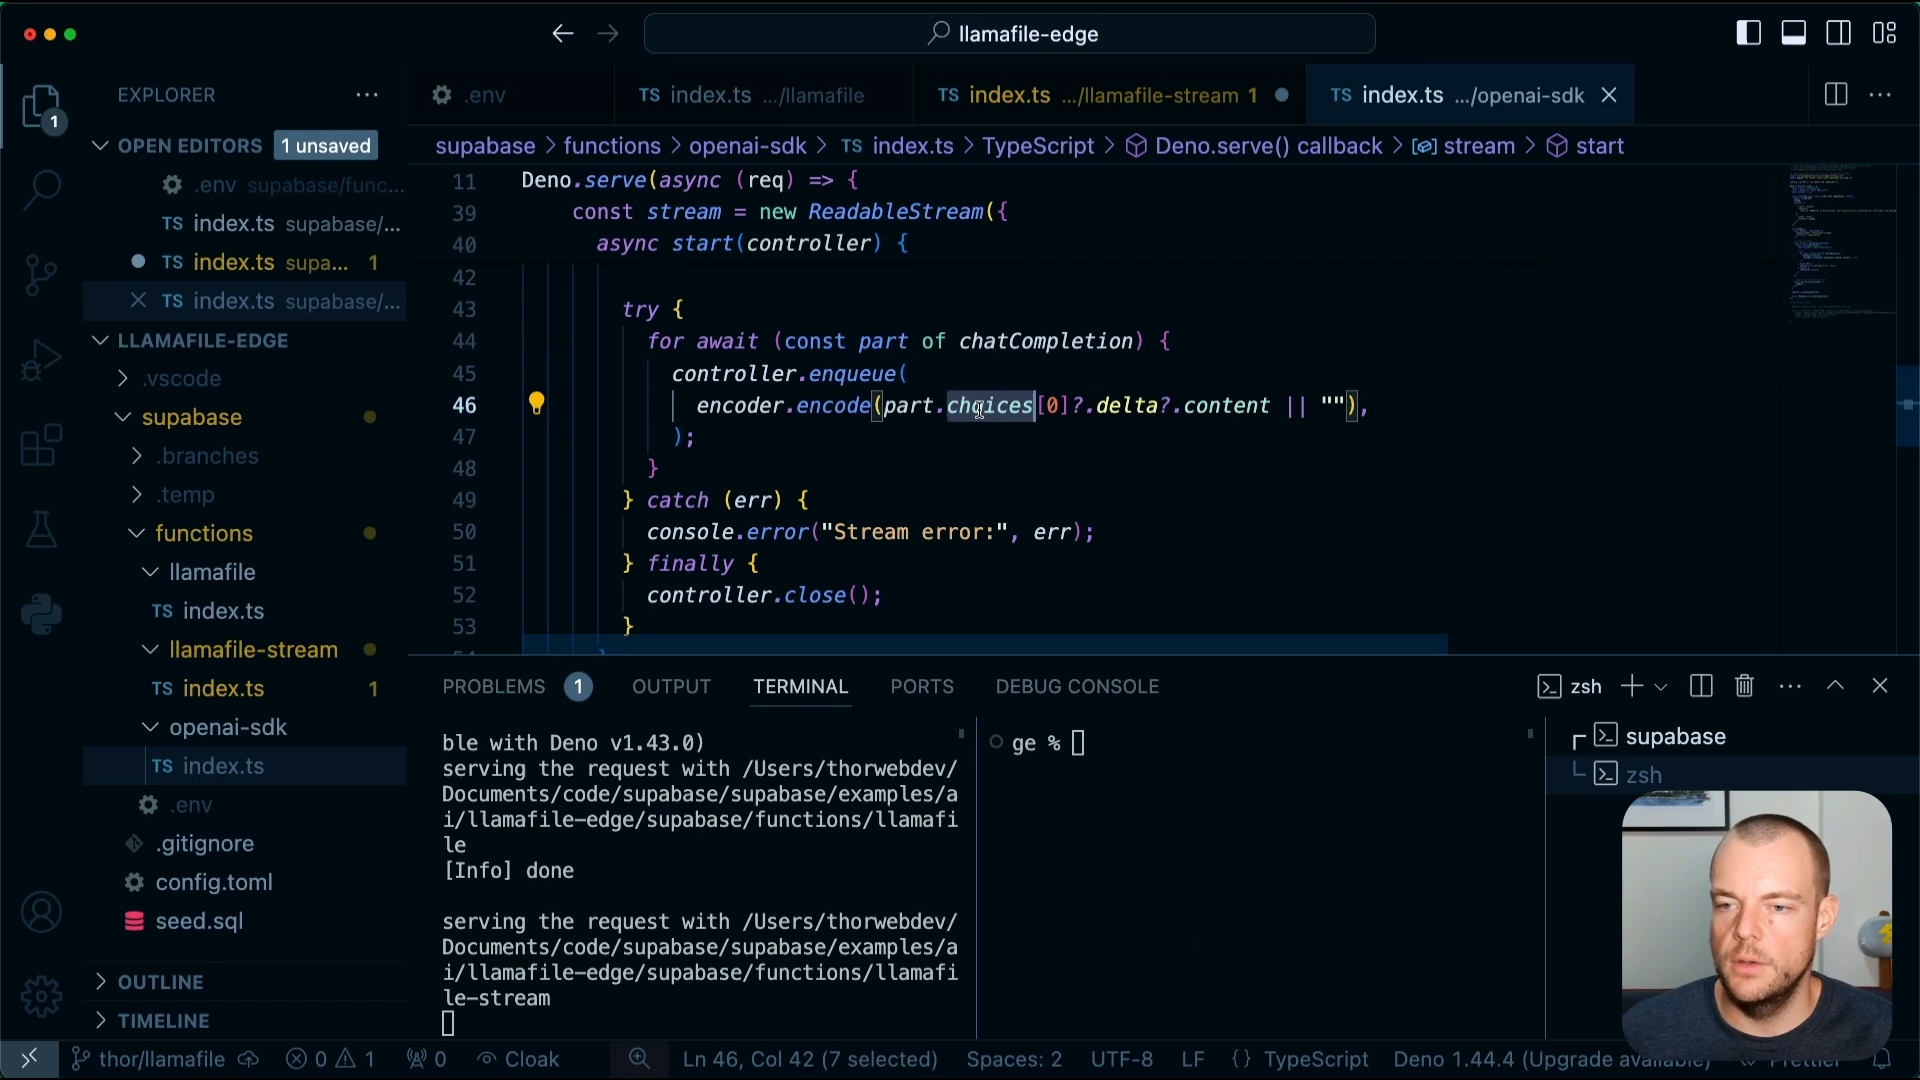 llamafile-edge
1
EXPLORER
OPEN EDITORS 1 unsaved
.env supabase/func...
TS index.ts supabase/...
TS index.ts supa... 1
TS index.ts supabase/...
LLAMAFILE-EDGE
.vscode
supabase
.branches
.temp
functions
llamafile
TS index.ts
llamafile-stream
TS index.ts 1
openai-sdk
TS index.ts
.env
.gitignore
config.toml
seed.sql
OUTLINE
TIMELINE
.env
TS index.ts .../llamafile
TS index.ts .../llamafile-stream 1
TS index.ts .../openai-sdk
supabase > functions > openai-sdk > TS index.ts > TypeScript > Deno.serve() callback > stream > start
11 Deno.serve(async (req) => {
39 const stream = new ReadableStream({
40 async start(controller) {
42
43 try {
44 for await (const part of chatCompletion) {
45 controller.enqueue(
46 encoder.encode(part.choices[0]?.delta?.content || ""),
47 );
48 }
49 } catch (err) {
50 console.error("Stream error:", err);
51 } finally {
52 controller.close();
53 }
PROBLEMS 1 OUTPUT TERMINAL PORTS DEBUG CONSOLE
zsh
ble with Deno v1.43.0)
serving the request with /Users/thorwebdev/
Documents/code/supabase/supabase/examples/a
i/llamafile-edge/supabase/functions/llamafi
le
[Info] done
serving the request with /Users/thorwebdev/
Documents/code/supabase/supabase/examples/a
i/llamafile-edge/supabase/functions/llamafi
le-stream
ge %
supabase
zsh
thor/llamafile 0 1 0 Cloak Ln 46, Col 42 (7 selected) Spaces: 2 UTF-8 LF {} TypeScript Deno 1.44.4 (Upgrade available) Prettier